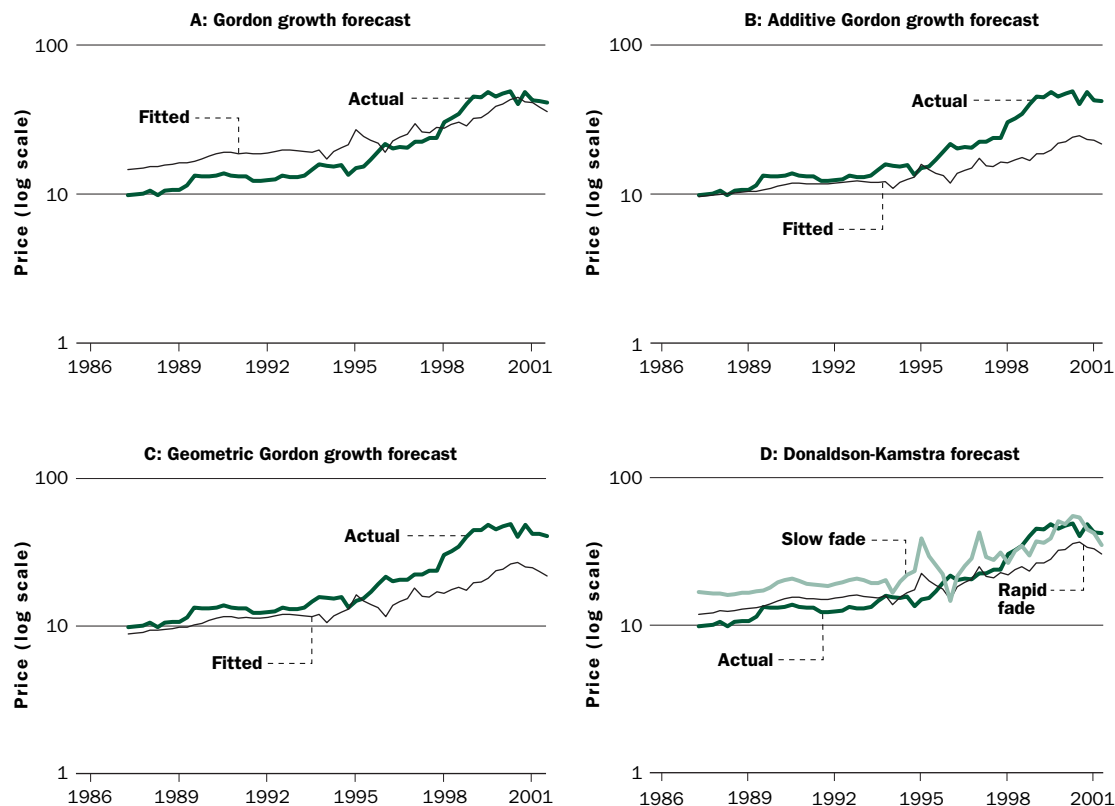 A: Gordon growth forecast
100
10
1
Price (log scale)
Actual
Fitted
1986 1989 1992 1995 1998 2001
B: Additive Gordon growth forecast
100
10
1
Price (log scale)
Actual
Fitted
1986 1989 1992 1995 1998 2001
C: Geometric Gordon growth forecast
100
10
1
Price (log scale)
Actual
Fitted
1986 1989 1992 1995 1998 2001
D: Donaldson-Kamstra forecast
100
10
1
Price (log scale)
Slow fade
Rapid
fade
Actual
1986 1989 1992 1995 1998 2001